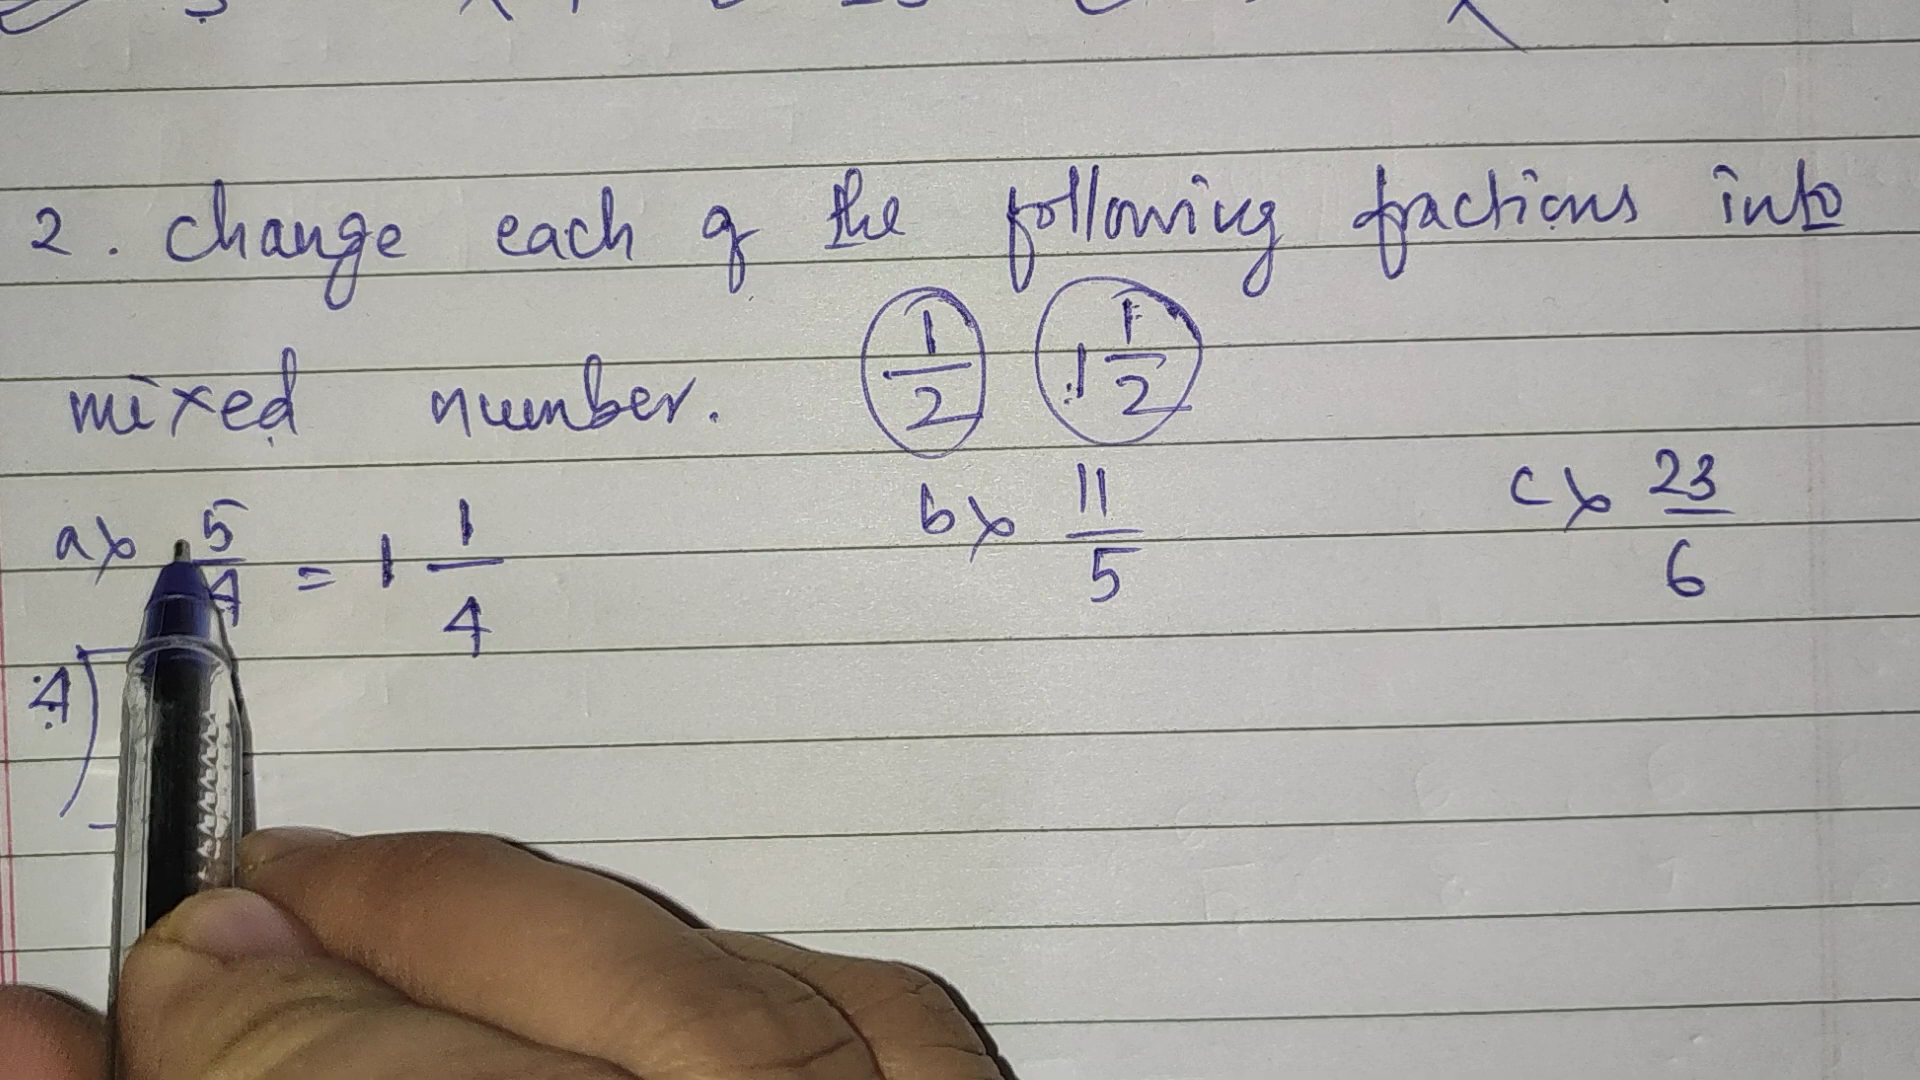 2. Change each of the following fractions into
mixed number. 1/2 1 1/2
a) 5/4 = 1 1/4 b) 11/5 c) 23/6
4)